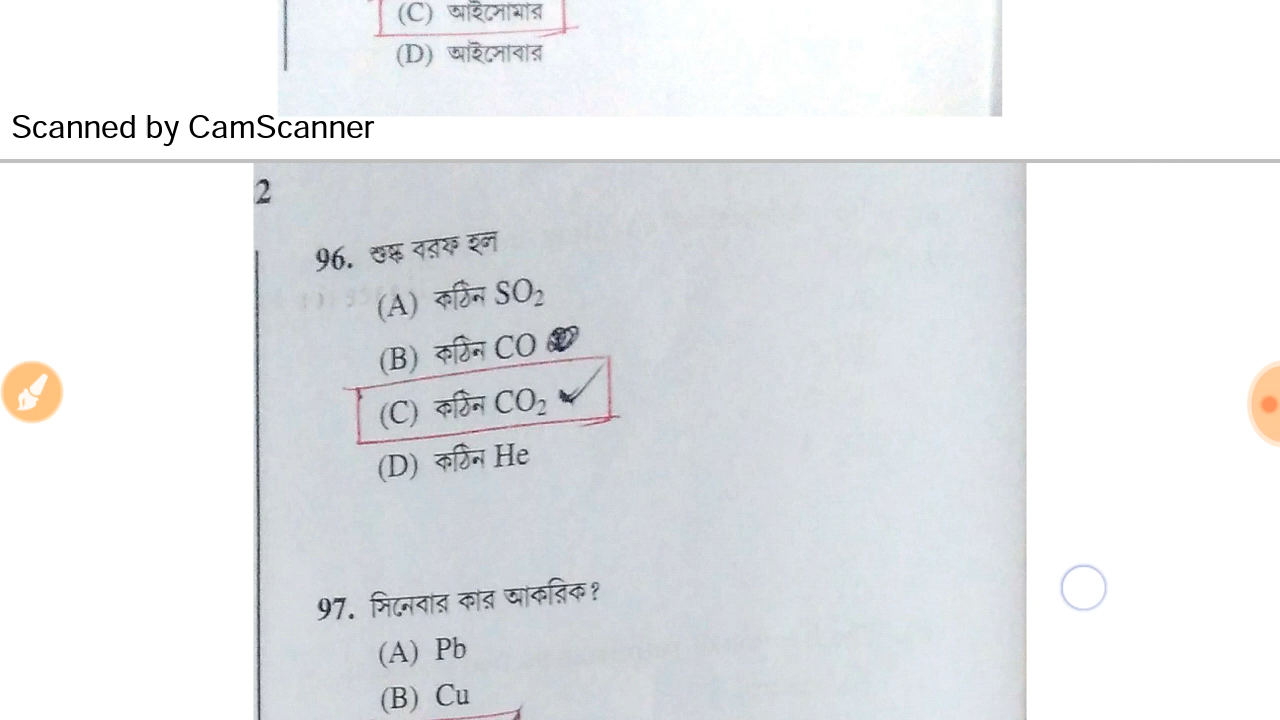 (C) আইসোমার
(D) আইসোবার
Scanned by CamScanner
2
96. শুষ্ক বরফ হল
(A) কঠিন SO₂
(B) কঠিন CO
(C) কঠিন CO₂
(D) কঠিন He
97. সিনেবার কার আকরিক?
(A) Pb
(B) Cu